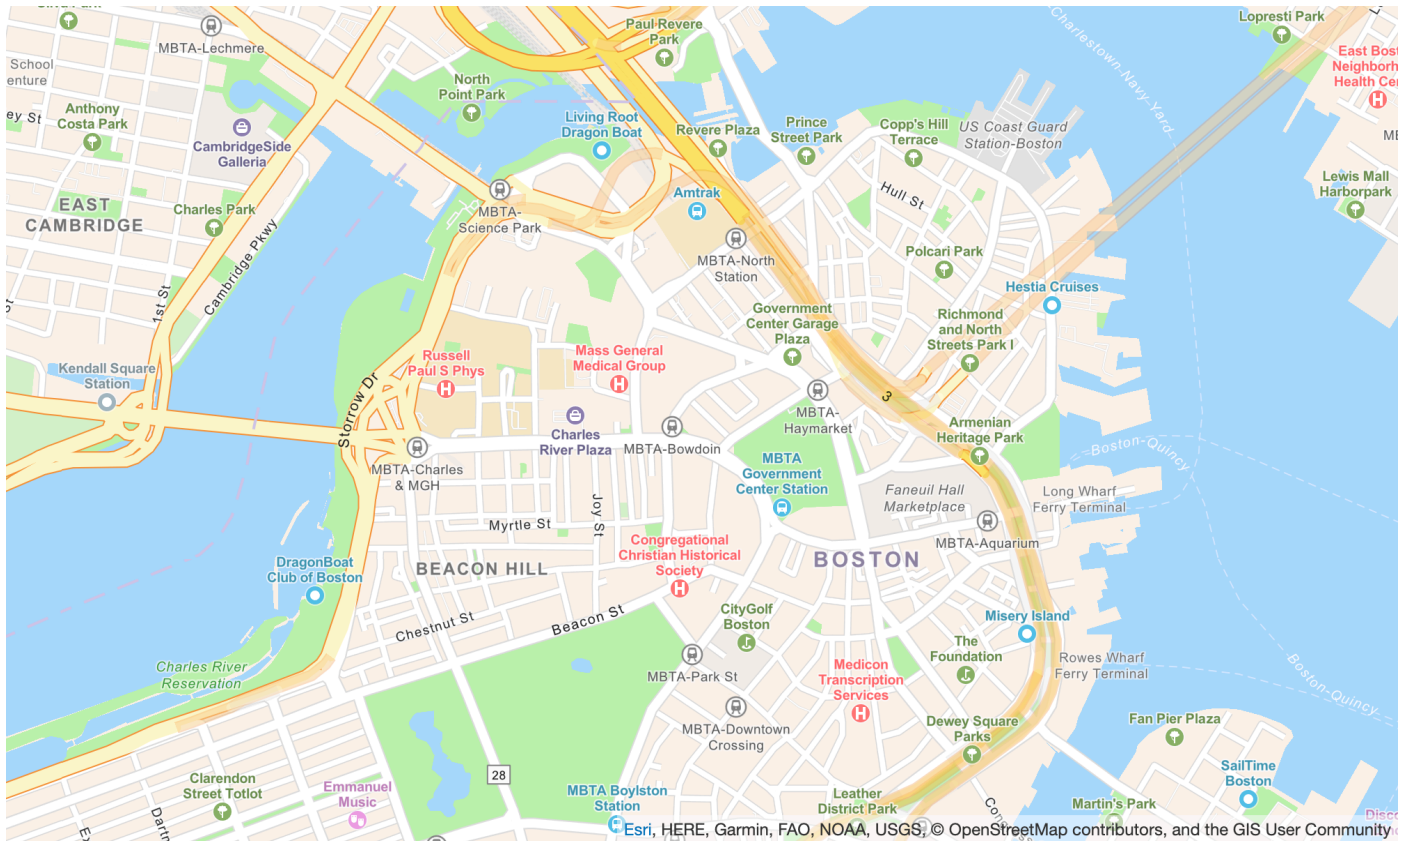 MBTA-Lechmere
Paul Revere
Park
Lopresti Park
School
enture
North
Point Park
Charlestown-Navy-Yard
East Bost
Neighborh
Health Cen
Anthony
Costa Park
ey St
CambridgeSide
Galleria
Living Root
Dragon Boat
Revere Plaza
Prince
Street Park
Copp's Hill
Terrace
US Coast Guard
Station-Boston
ME
Lewis Mall
Harborpark
EAST
CAMBRIDGE
Charles Park
Cambridge Pkwy
1st St
St
MBTA-
Science Park
Amtrak
Hull St
MBTA-North
Station
Polcari Park
Hestia Cruises
Government
Center Garage
Plaza
Richmond
and North
Streets Park I
Kendall Square
Station
Storrow Dr
Russell
Paul S Phys
Mass General
Medical Group
3
Charles
River Plaza
MBTA-Bowdoin
MBTA-
Haymarket
Armenian
Heritage Park
Boston-Quincy
MBTA-Charles
& MGH
MBTA
Government
Center Station
Faneuil Hall
Marketplace
Long Wharf
Ferry Terminal
Myrtle St
Joy St
MBTA-Aquarium
BOSTON
Congregational
Christian Historical
Society
DragonBoat
Club of Boston
BEACON HILL
Chestnut St
Beacon St
CityGolf
Boston
Misery Island
The
Foundation
Rowes Wharf
Ferry Terminal
Boston-Quincy
Charles River
Reservation
MBTA-Park St
Medicon
Transcription
Services
MBTA-Downtown
Crossing
Dewey Square
Parks
Fan Pier Plaza
SailTime
Boston
28
Clarendon
Street Totlot
Emmanuel
Music
MBTA Boylston
Station
Leather
District Park
Martin's Park
Disco
Ex
Dartn
Esri, HERE, Garmin, FAO, NOAA, USGS, © OpenStreetMap contributors, and the GIS User Community